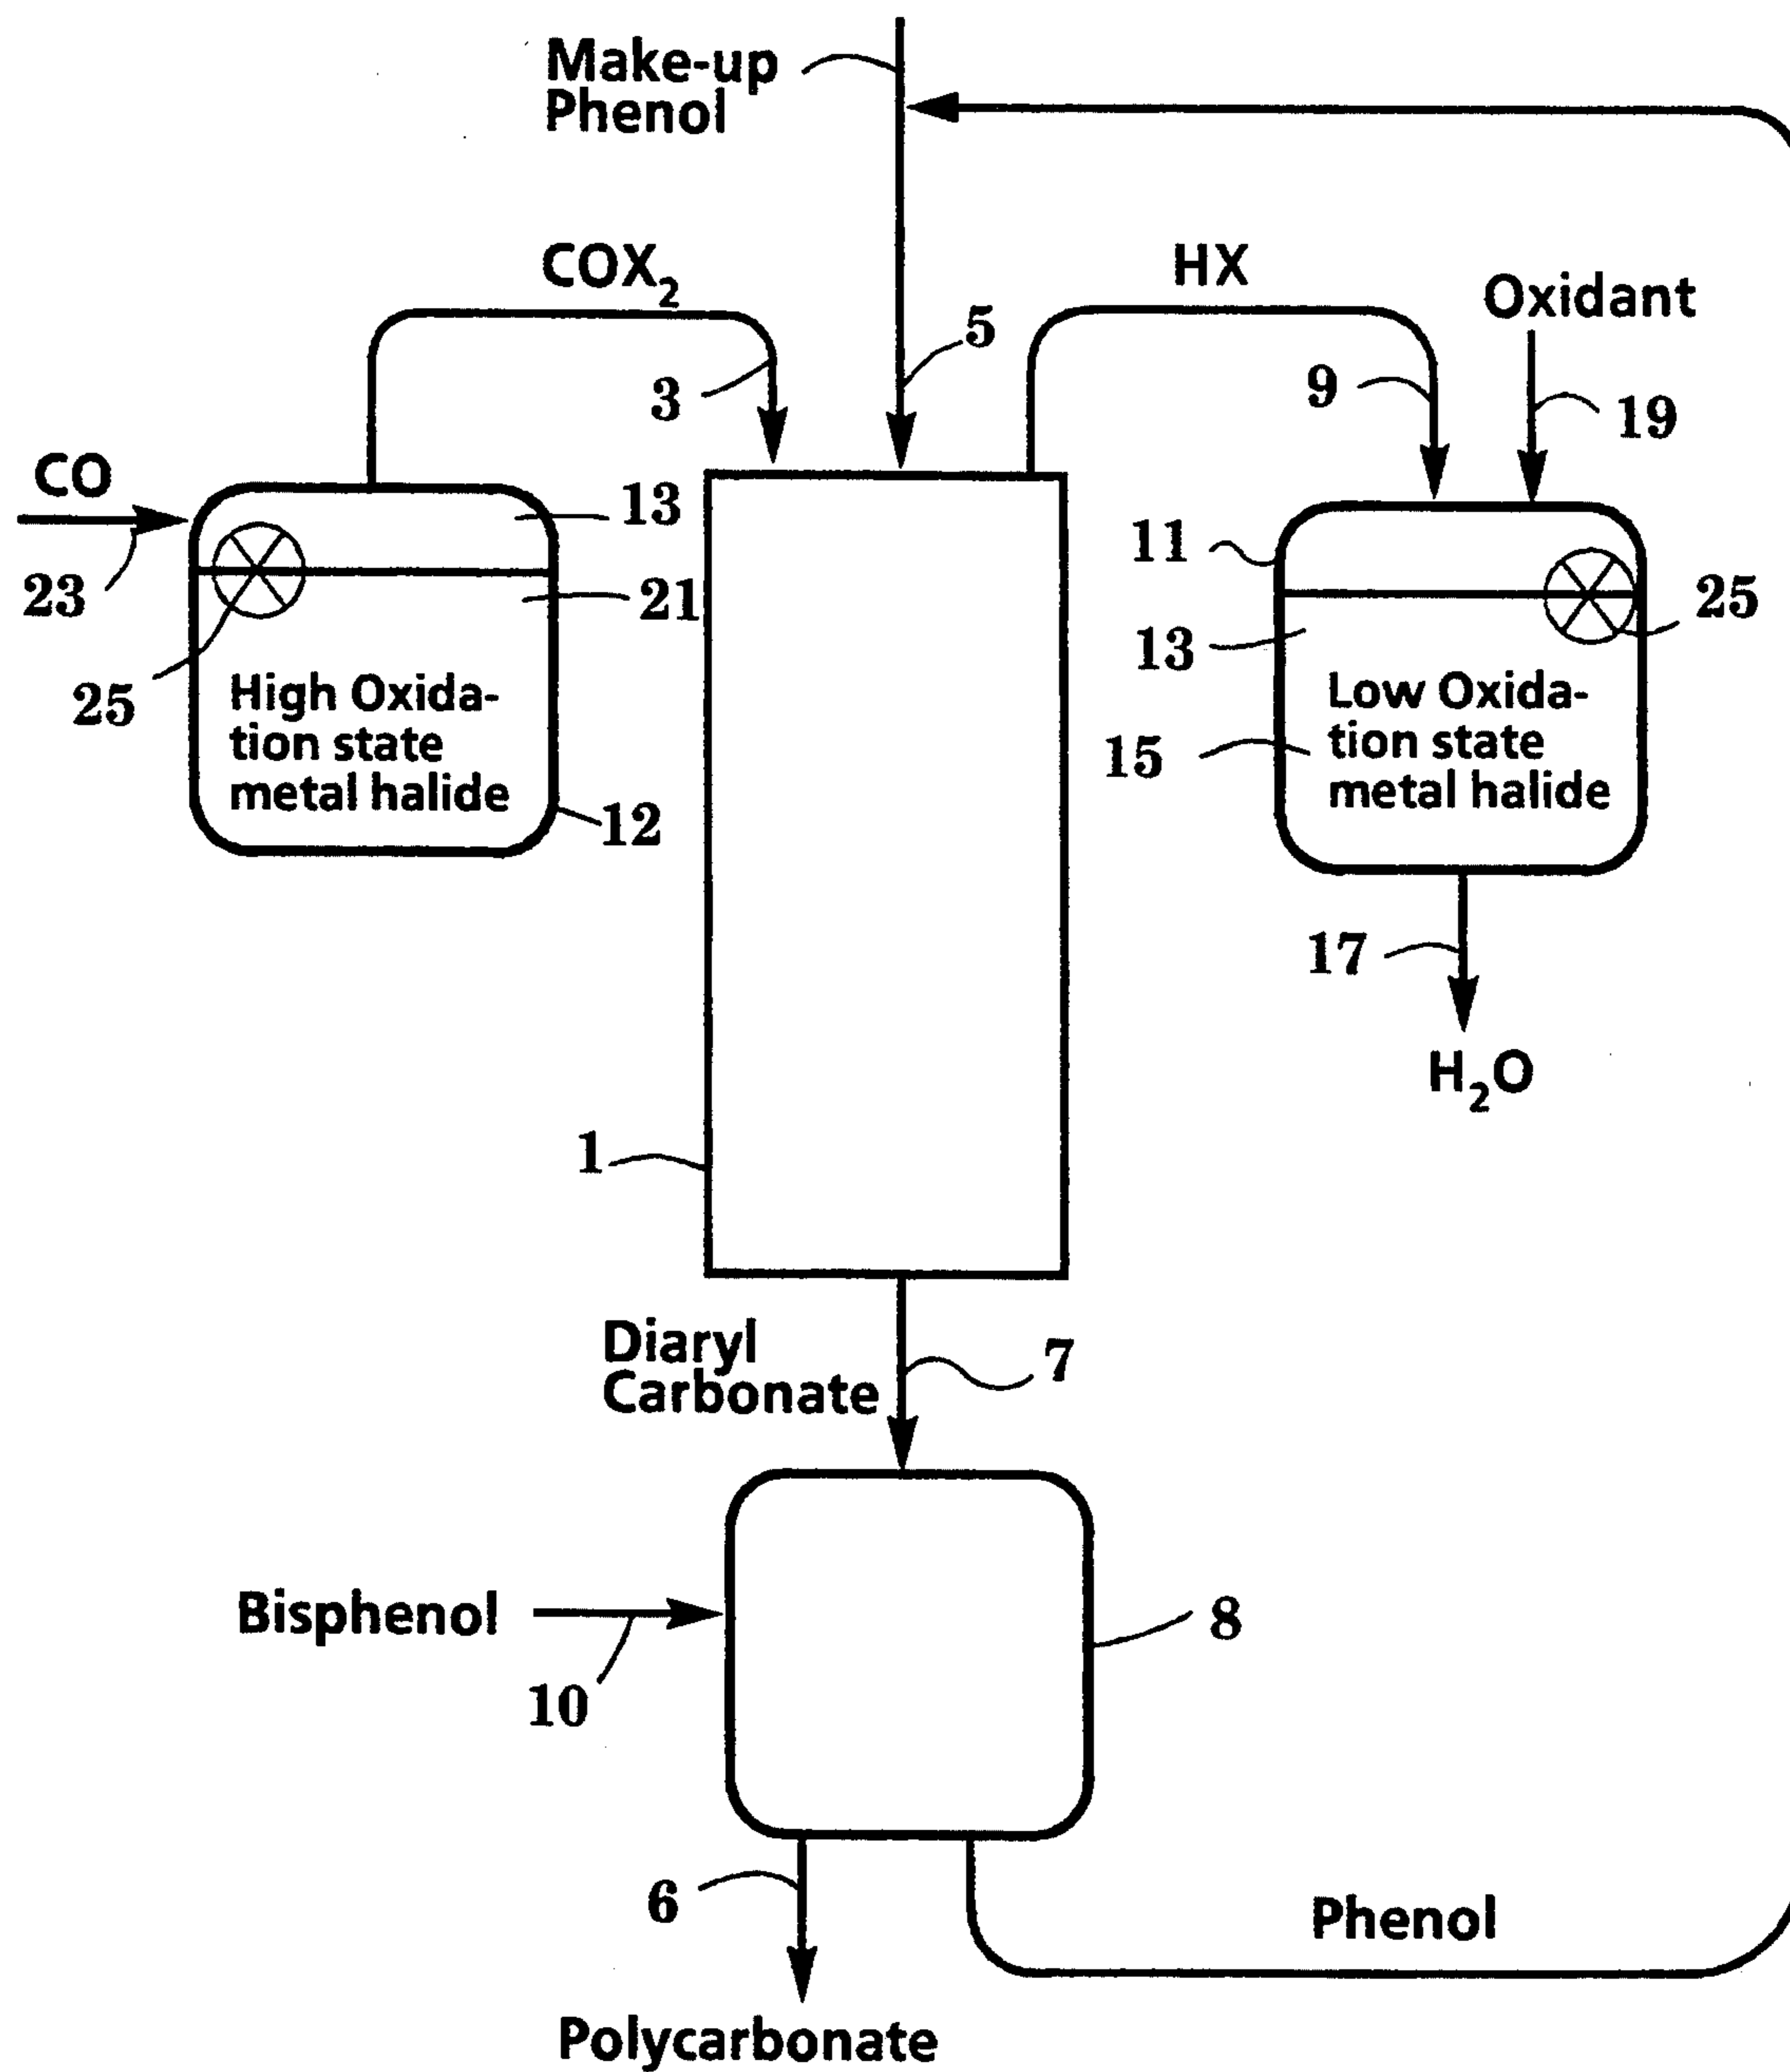 Make-up
Phenol
COX₂
HX
Oxidant
5
3
9
19
CO
13
11
23
21
25
13
25
High Oxida-
tion state
metal halide
Low Oxida-
tion state
metal halide
15
12
17
H₂O
1
Diaryl
Carbonate
7
Bisphenol
8
10
6
Phenol
Polycarbonate